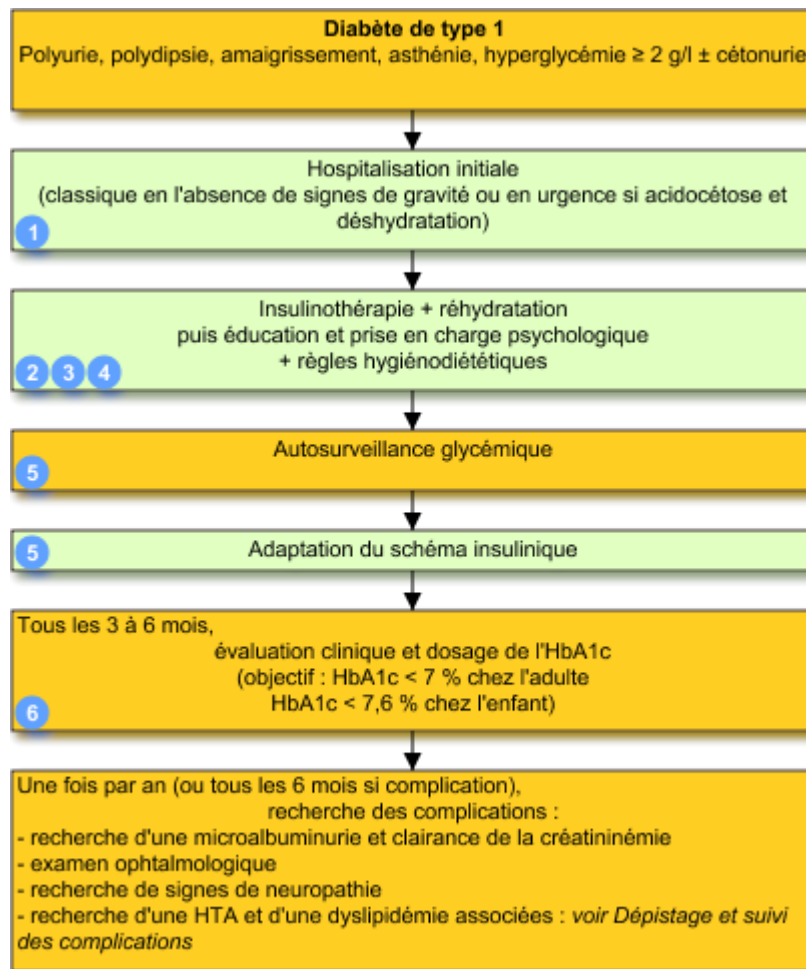 Diabète de type 1
Polyurie, polydipsie, amaigrissement, asthénie, hyperglycémie ≥ 2 g/l ± cétonurie
Hospitalisation initiale
(classique en l'absence de signes de gravité ou en urgence si acidocétose et
déshydratation)
1
Insulinothérapie + réhydratation
puis éducation et prise en charge psychologique
+ règles hygiénodiététiques
2 3 4
Autosurveillance glycémique
5
Adaptation du schéma insulinique
5
Tous les 3 à 6 mois,
évaluation clinique et dosage de l'HbA1c
(objectif : HbA1c < 7 % chez l'adulte
HbA1c < 7,6 % chez l'enfant)
6
Une fois par an (ou tous les 6 mois si complication),
recherche des complications :
- recherche d'une microalbuminurie et clairance de la créatininémie
- examen ophtalmologique
- recherche de signes de neuropathie
- recherche d'une HTA et d'une dyslipidémie associées : voir Dépistage et suivi
des complications